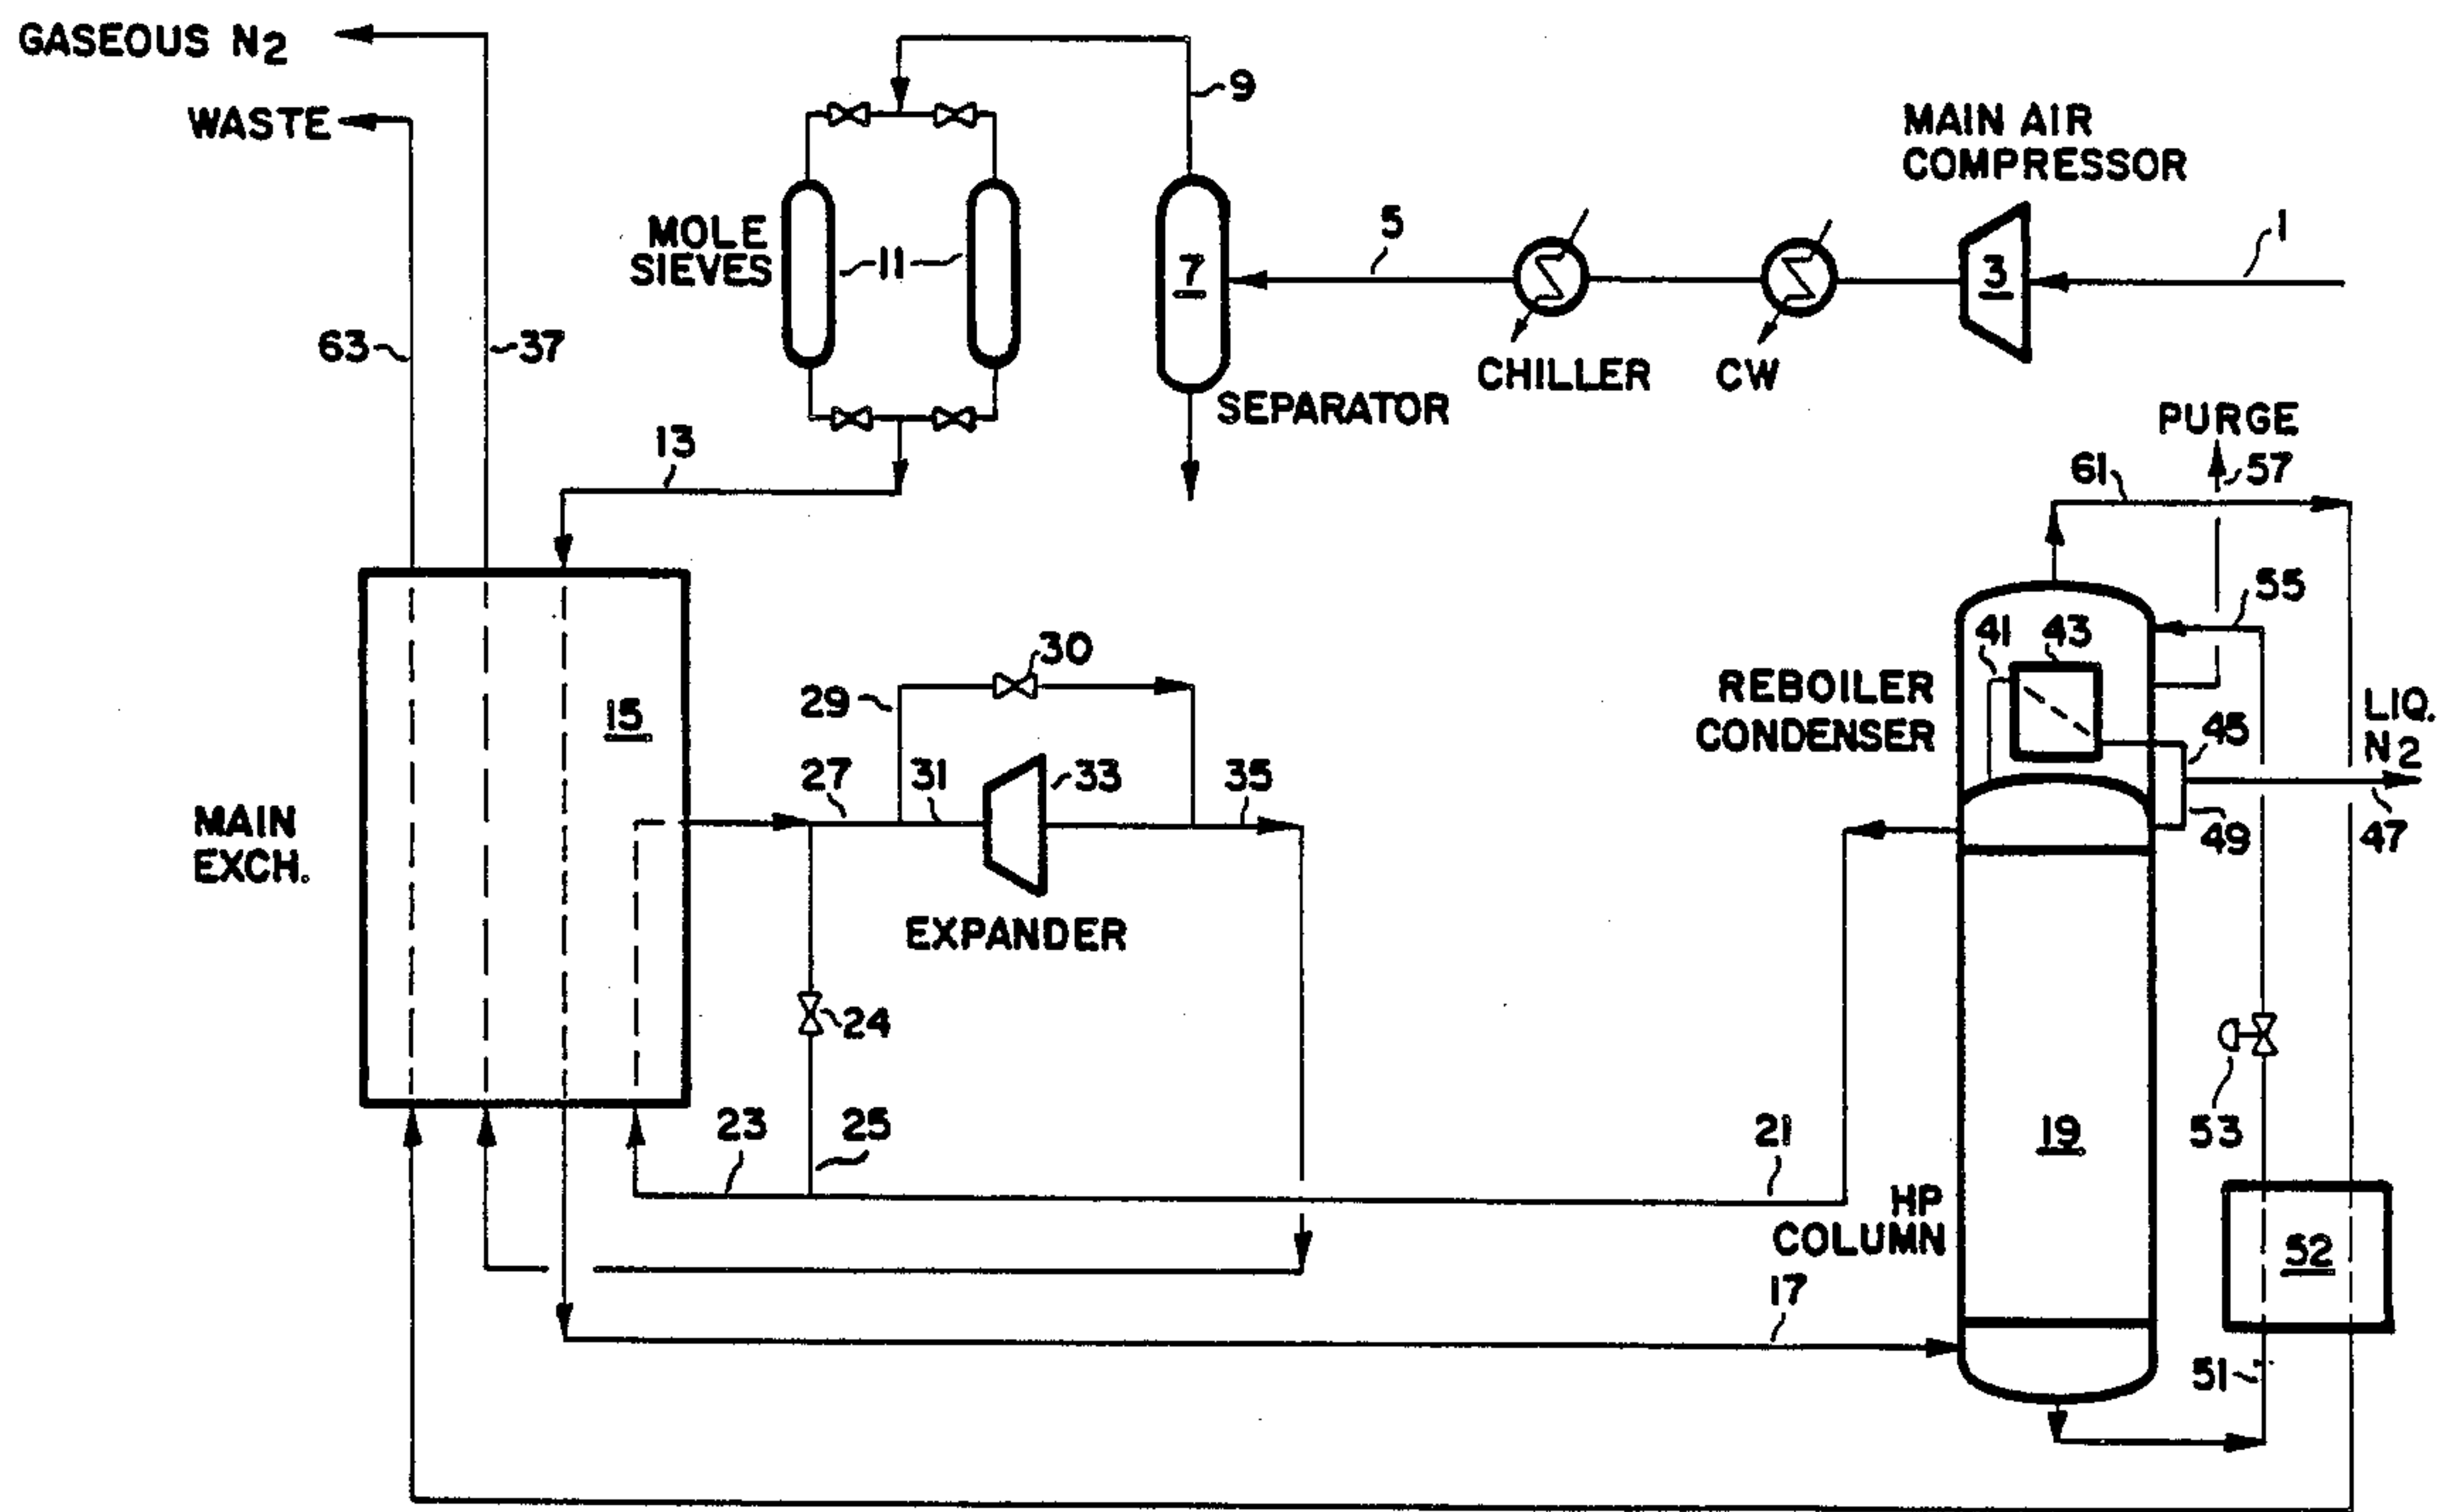 GASEOUS N2
WASTE
9
MAIN AIR
COMPRESSOR
MOLE
SIEVES
11
7
5
3
1
63
37
CHILLER
CW
SEPARATOR
13
PURGE
61
57
55
15
30
29
41
43
REBOILER
CONDENSER
LIQ.
N2
45
27
31
33
35
49
47
MAIN
EXCH.
EXPANDER
24
53
23
25
21
19
HP
COLUMN
52
17
51